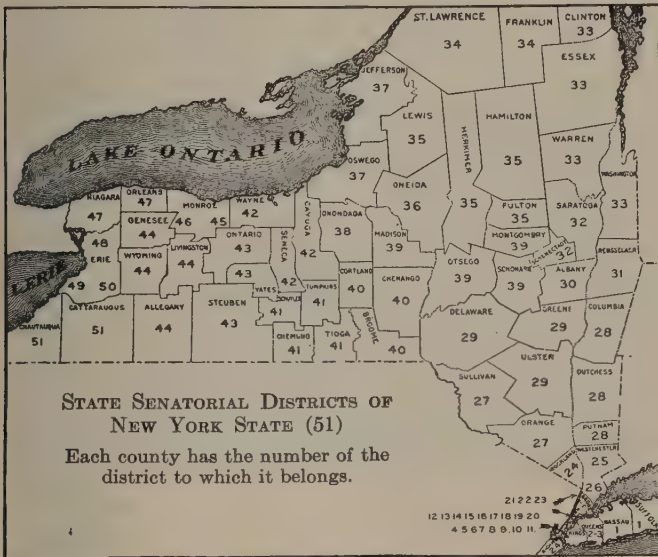 ST. LAWRENCE
34
FRANKLIN
34
CLINTON
33
ESSEX
33
JEFFERSON
37
LEWIS
35
HERKIMER
35
HAMILTON
35
WARREN
33
WASHINGTON
33
LAKE ONTARIO
OSWEGO
37
ONEIDA
36
FULTON
35
SARATOGA
32
MONTGOMERY
39
SCHENECTADY
32
RENSSELAER
31
NIAGARA
47
ORLEANS
47
MONROE
46 45
WAYNE
42
CAYUGA
42
ONONDAGA
38
MADISON
39
OTSEGO
39
SCHOHARIE
39
ALBANY
30
GENESEE
44
48
ERIE
49 50
WYOMING
44
LIVINGSTON
44
ONTARIO
43
43
SENECA
42
YATES
41
SCHUYLER
TOMPKINS
41
CORTLAND
40
CHENANGO
40
L. ERIE
CHAUTAUQUA
51
CATTARAUGUS
51
ALLEGANY
44
STEUBEN
43
CHEMUNG
41
TIOGA
41
BROOME
40
DELAWARE
29
GREENE
29
COLUMBIA
28
ULSTER
29
DUTCHESS
28
SULLIVAN
27
ORANGE
27
PUTNAM
28
ROCKLAND
24
WESTCHESTER
25
26
STATE SENATORIAL DISTRICTS OF
NEW YORK STATE (51)
Each county has the number of the
district to which it belongs.
21 22 23
12 13 14 15 16 17 18 19 20
4 5 6 7 8 9 10 11
KINGS
QUEENS
2-3
NASSAU
1
SUFFOLK
1